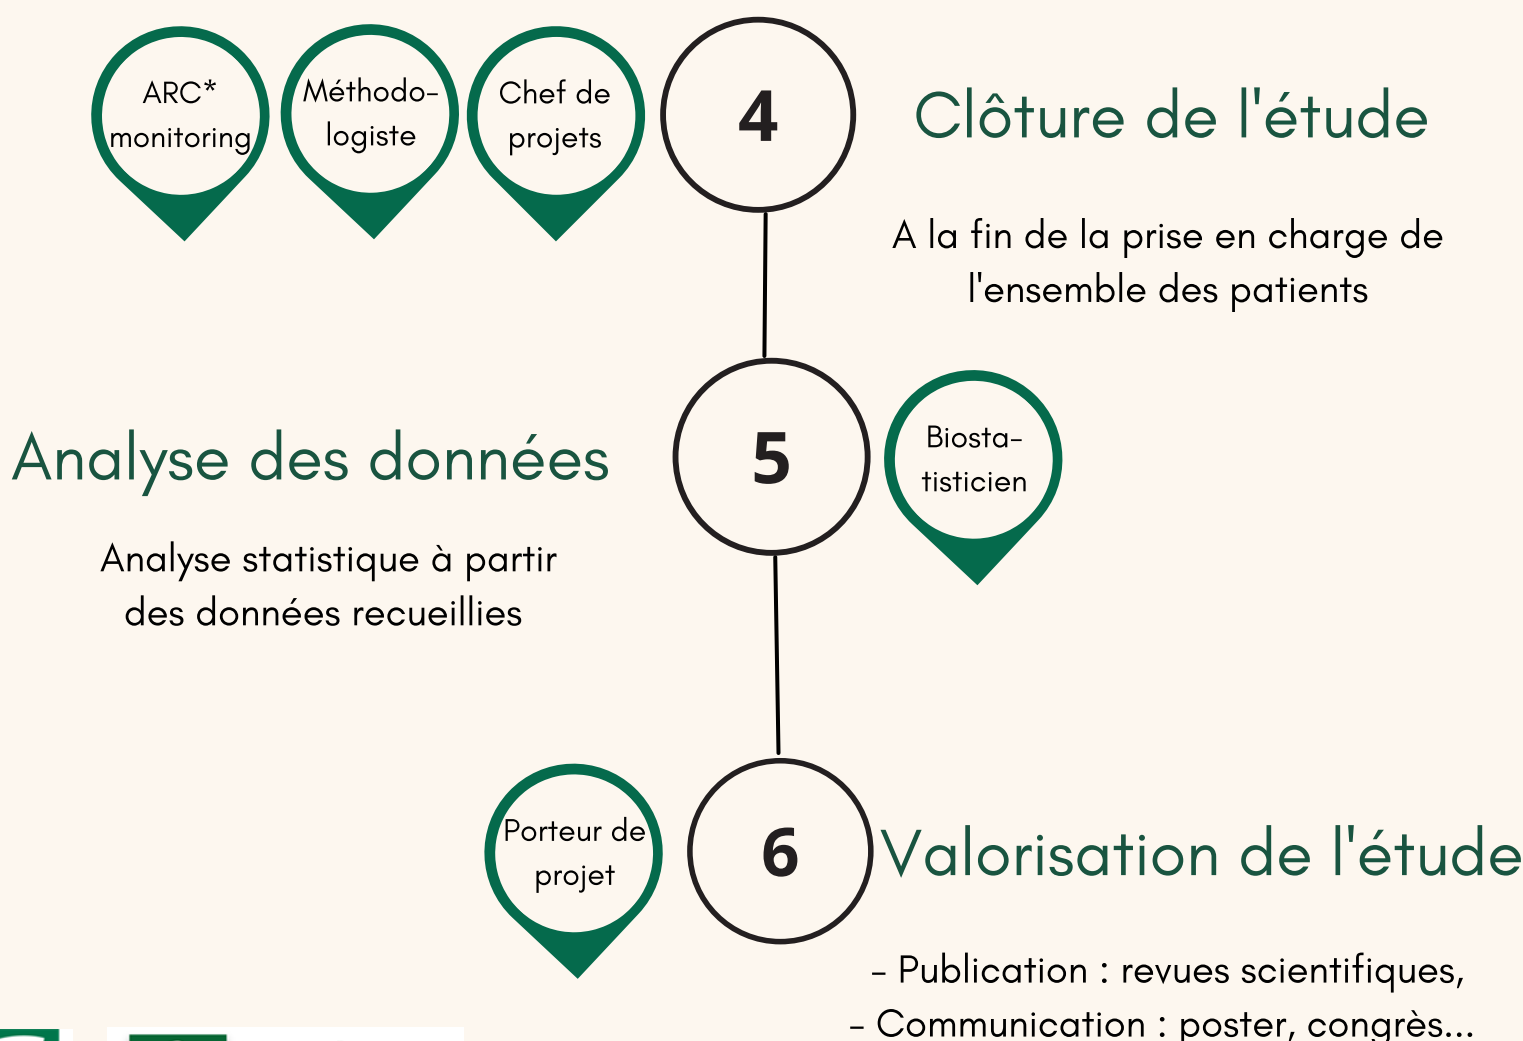 ARC*
monitoring
Méthodo-
logiste
Chef de
projets
4
Clôture de l'étude
A la fin de la prise en charge de
l'ensemble des patients
Analyse des données
5
Biosta-
tisticien
Analyse statistique à partir
des données recueillies
Porteur de
projet
6
Valorisation de l'étude
- Publication : revues scientifiques,
- Communication : poster, congrès...